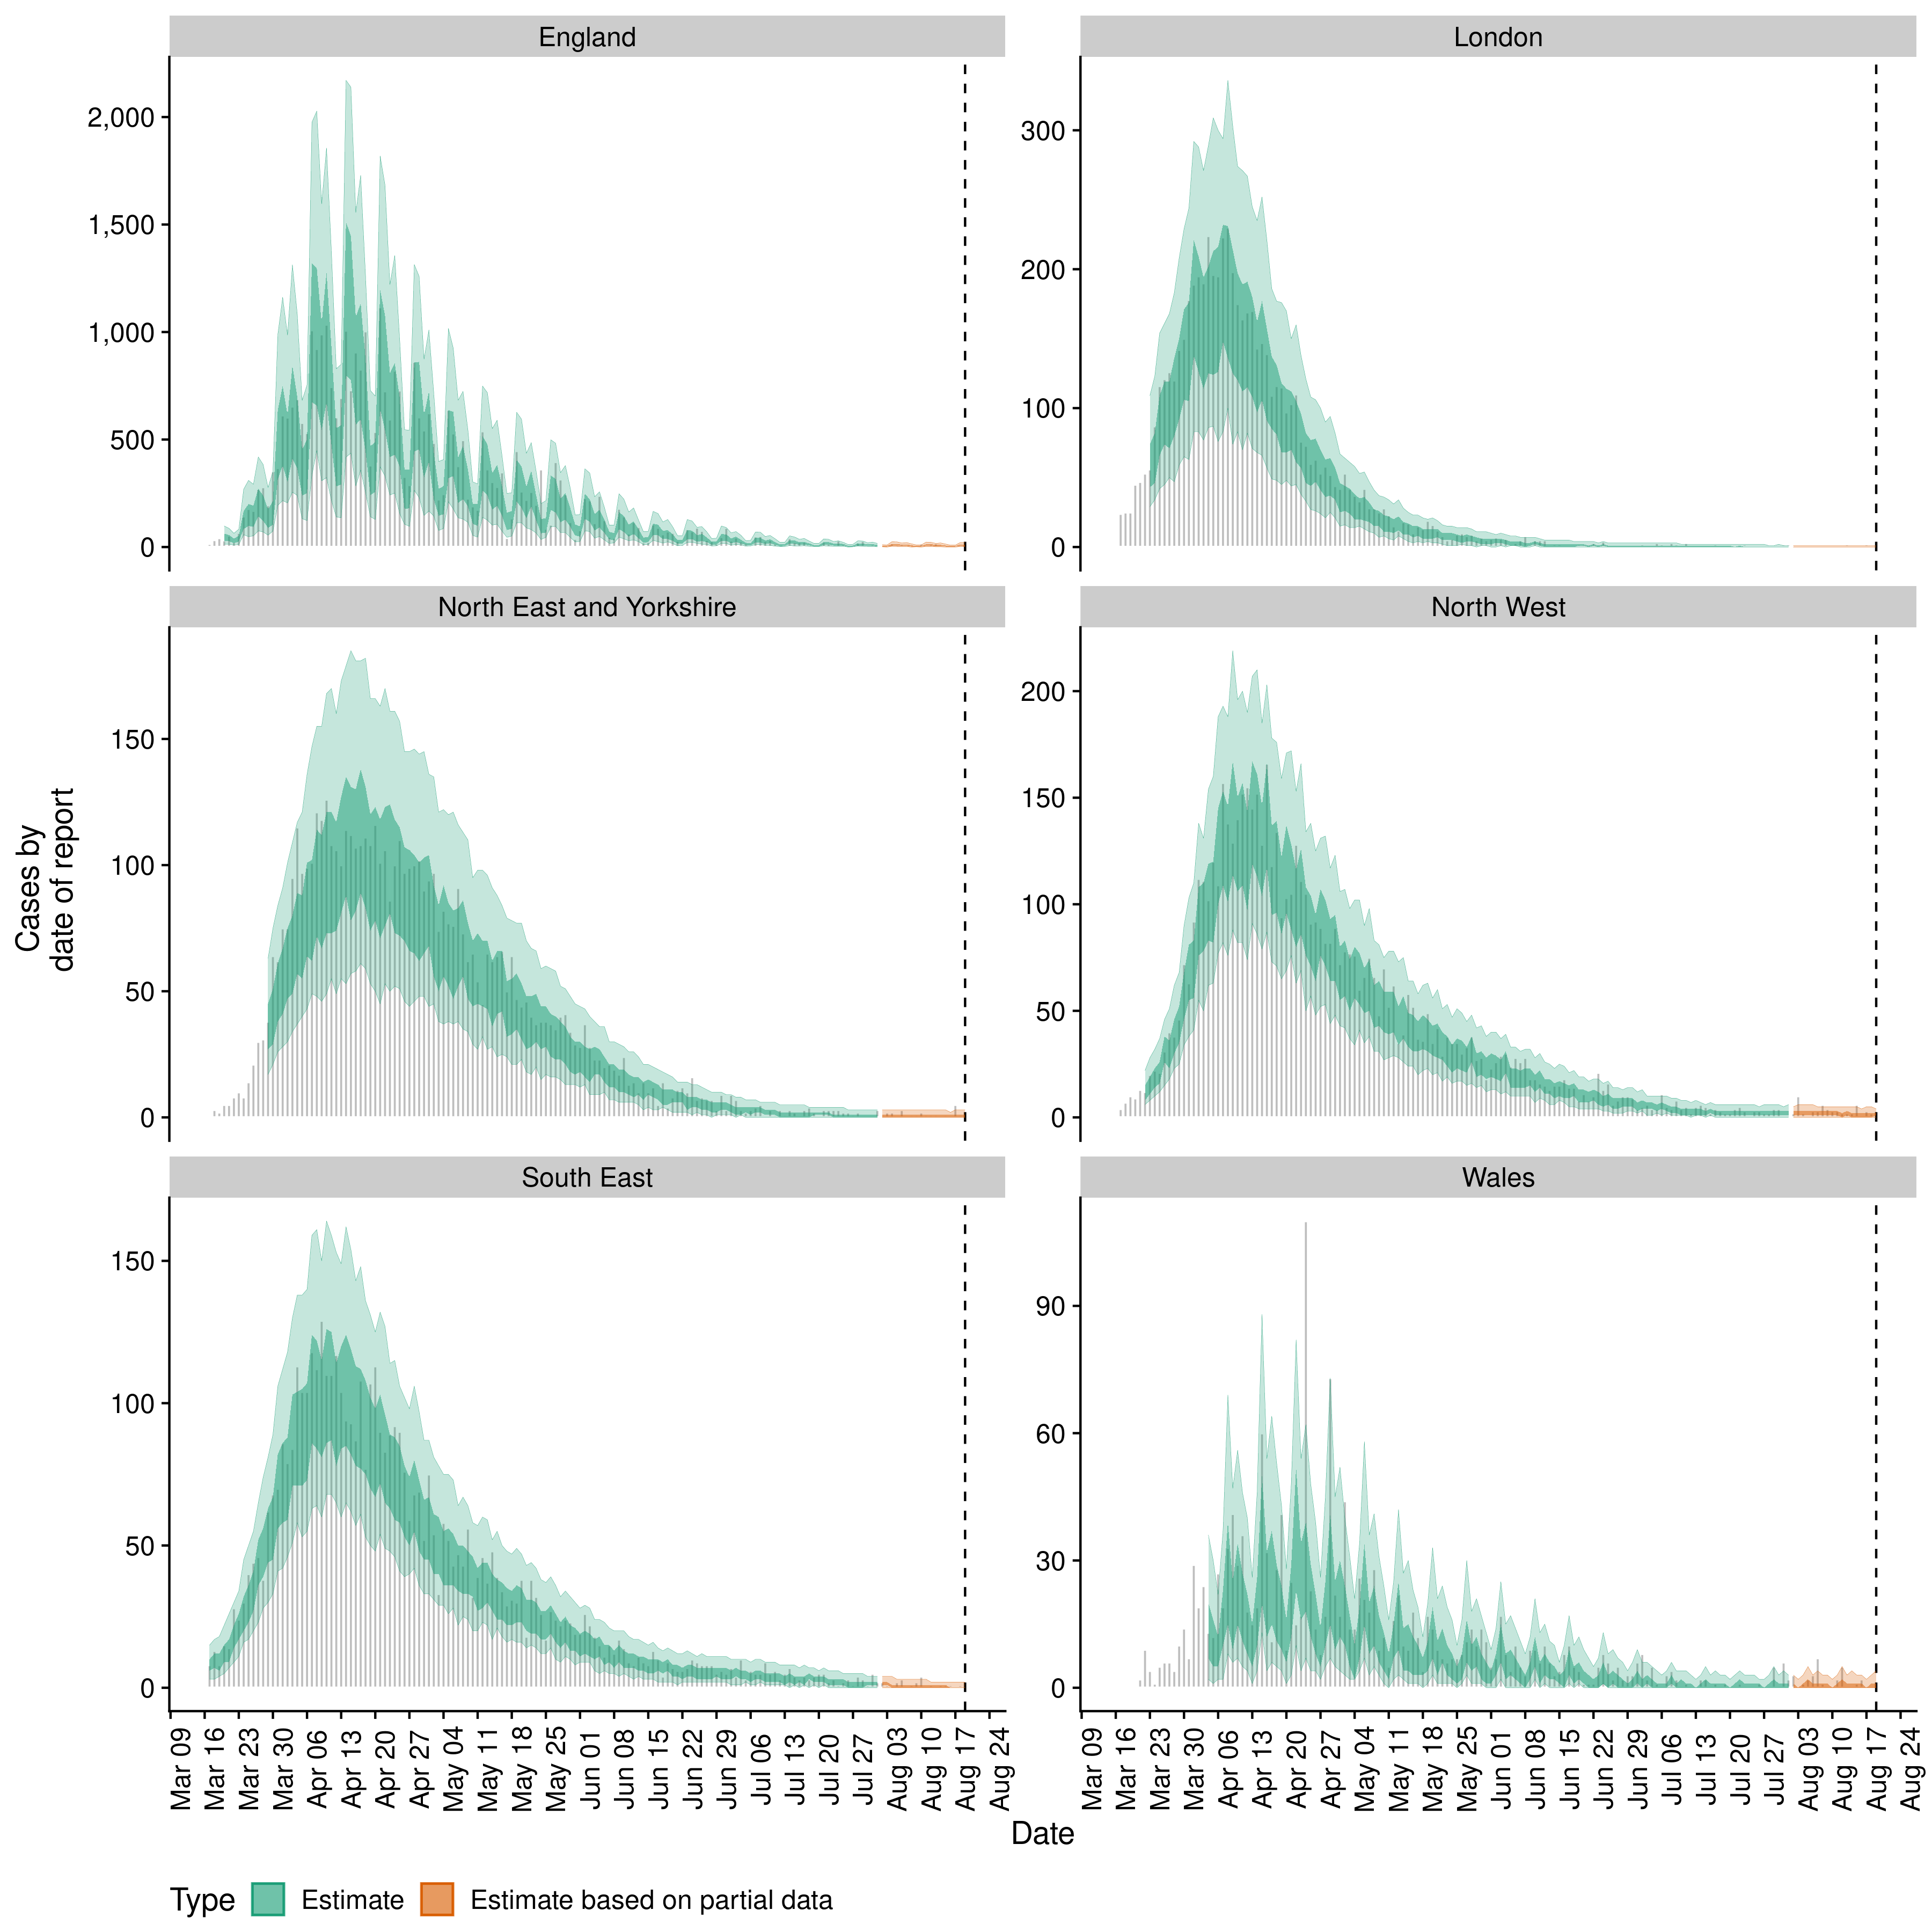 England
London
2,000
1,500
1,000
500
0
300
200
100
0
North East and Yorkshire
North West
150
100
50
0
200
150
100
50
0
Cases by
date of report
South East
Wales
150
100
50
0
90
60
30
0
Mar 09 Mar 16 Mar 23 Mar 30 Apr 06 Apr 13 Apr 20 Apr 27 May 04 May 11 May 18 May 25 Jun 01 Jun 08 Jun 15 Jun 22 Jun 29 Jul 06 Jul 13 Jul 20 Jul 27 Aug 03 Aug 10 Aug 17 Aug 24
Mar 09 Mar 16 Mar 23 Mar 30 Apr 06 Apr 13 Apr 20 Apr 27 May 04 May 11 May 18 May 25 Jun 01 Jun 08 Jun 15 Jun 22 Jun 29 Jul 06 Jul 13 Jul 20 Jul 27 Aug 03 Aug 10 Aug 17 Aug 24
Date
Type Estimate Estimate based on partial data